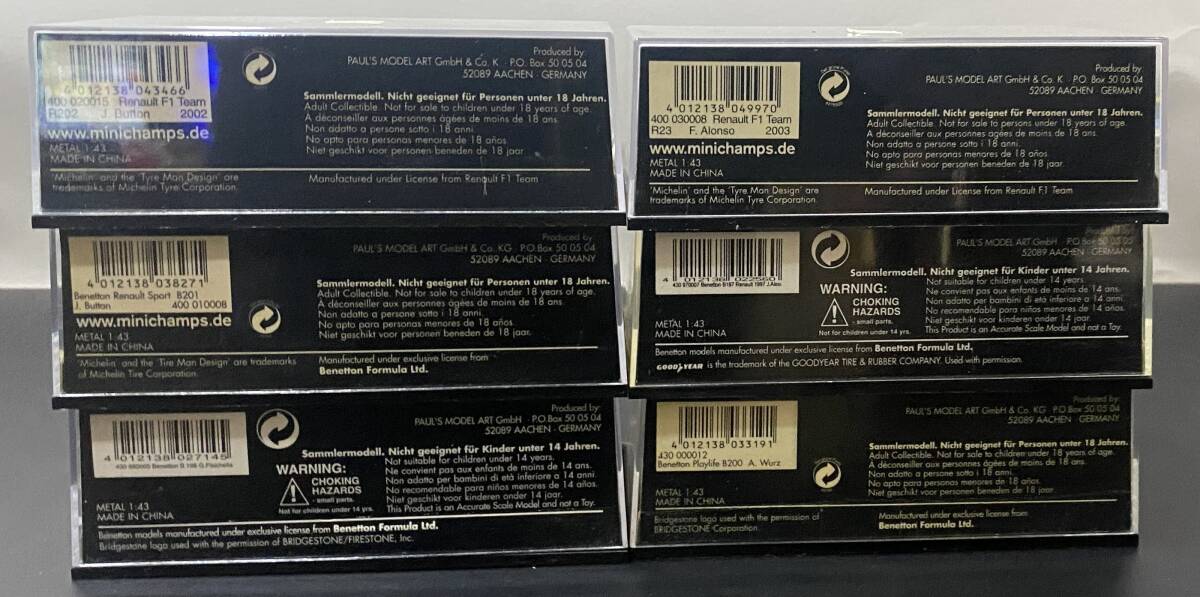 Produced by
PAUL'S MODEL ART GmbH & Co. K · P.O. Box 50 05 04
52089 AACHEN · GERMANY
4 012138 043466
400 020015 Renault F1 Team
R202 J. Button 2002
www.minichamps.de
METAL 1:43
MADE IN CHINA
Sammlermodell. Nicht geeignet für Personen unter 18 Jahren.
Adult Collectible. Not for sale to children under 18 years of age.
A déconseiller aux personnes âgées de moins de 18 ans.
Non adatto a persone sotto i 18 anni.
No apto para personas menores de 18 años
Niet geschikt voor personen beneden de 18 jaar
'Michelin' and the 'Tyre Man Design' are
trademarks of Michelin Tyre Corporation.
Manufactured under License from Renault F1 Team
Produced by
PAUL'S MODEL ART GmbH & Co. K · P.O. Box 50 05 04
52089 AACHEN · GERMANY
4 012138 049970
400 030008 Renault F1 Team
R23 F. Alonso 2003
www.minichamps.de
METAL 1:43
MADE IN CHINA
Sammlermodell. Nicht geeignet für Personen unter 18 Jahren.
Adult Collectible. Not for sale to persons under 18 years of age.
A déconseiller aux personnes âgées de moins de 18 ans.
Non adatto a persone sotto i 18 anni.
No apto para personas menores de 18 años.
Niet geschikt voor personen beneden de 18 jaar.
'Michelin' and the 'Tyre Man Design' are
trademarks of Michelin Tyre Corporation.
Manufactured under License from Renault F1 Team
Produced by
PAUL'S MODEL ART GmbH & Co. KG · P.O. Box 50 05 04
52089 AACHEN · GERMANY
4 012138 038271
Benetton Renault Sport B201
J. Button 400 010008
www.minichamps.de
METAL 1:43
MADE IN CHINA
Sammlermodell. Nicht geeignet für Personen unter 18 Jahren.
Adult Collectible. Not for sale to children under 18 years of age.
A déconseiller aux personnes âgées de moins de 18 ans.
Non adatto a persone sotto i 18 anni.
No apto para personas menores de 18 años.
Niet geschikt voor personen beneden de 18 jaar.
'Michelin' and the 'Tire Man Design' are trademarks
of Michelin Tire Corporation.
Manufactured under exclusive license from
Benetton Formula Ltd.
Produced by
PAUL'S MODEL ART GmbH · P.O. Box 50 05 04
52089 AACHEN · GERMANY
4 012138 022560
430 970007 Benetton B197 Renault 1997 J.Alesi
METAL 1:43
MADE IN CHINA
Sammlermodell. Nicht geeignet für Kinder unter 14 Jahren.
WARNING:
CHOKING
HAZARDS
- small parts.
Not for children under 14 yrs.
Not suitable for children under 14 years.
Ne convient pas aux enfants de moins de 14 ans.
Non adatto per bambini di età inferiore a 14 anni.
No recomendable para niños menores de 14 años.
Niet geschikt voor kinderen onder 14 jaar.
This Product is an Accurate Scale Model and not a Toy.
Benetton models manufactured under exclusive license from Benetton Formula Ltd.
GOODYEAR is the trademark of the GOODYEAR TIRE & RUBBER COMPANY. Used with permission.
Produced by
PAUL'S MODEL ART GmbH · P.O. Box 50 05 04
52089 AACHEN · GERMANY
4 012138 027145
430 980005 Benetton B 198 G.Fisichella
METAL 1:43
MADE IN CHINA
Sammlermodell. Nicht geeignet für Kinder unter 14 Jahren.
WARNING:
CHOKING
HAZARDS
- small parts.
Not for children under 14 yrs.
Not suitable for children under 14 years.
Ne convient pas aux enfants de moins de 14 ans.
Non adatto per bambini di età inferiore a 14 anni.
No recomendable para niños menores de 14 años.
Niet geschikt voor kinderen onder 14 jaar.
This Product is an Accurate Scale Model and not a Toy.
Benetton models manufactured under exclusive license from Benetton Formula Ltd.
Bridgestone logo used with the permission of BRIDGESTONE/FIRESTONE, Inc.
Produced by
PAUL'S MODEL ART GmbH & Co. KG · P.O. Box 50 05 04
52089 AACHEN · GERMANY
4 012138 033191
430 000012
Benetton Playlife B200 A. Wurz
METAL 1:43
MADE IN CHINA
Sammlermodell. Nicht geeignet für Personen unter 18 Jahren.
Adult Collectible. Not for sale to children under 18 years of age.
A déconseiller aux personnes âgées de moins de 18 ans.
Non adatto a persone sotto i 18 anni.
No apto para personas menores de 18 años.
Niet geschikt voor personen beneden de 18 jaar.
Bridgestone logo used with the permission of
BRIDGESTONE Corporation.
Manufactured under exclusive license from
Benetton Formula Ltd.